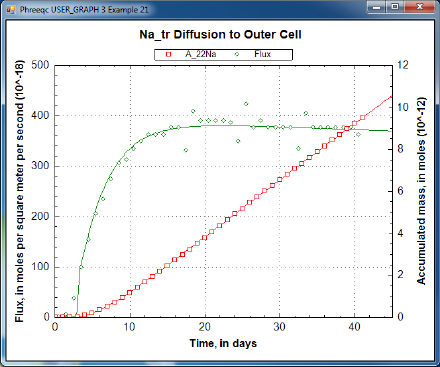 Phreeqc USER_GRAPH 3 Example 21
Na_tr Diffusion to Outer Cell
A_22Na Flux
Flux, in moles per square meter per second (10^-18)
500
400
300
200
100
0
Accumulated mass, in moles (10^-12)
12
10
8
6
4
2
0
0 10 20 30 40
Time, in days